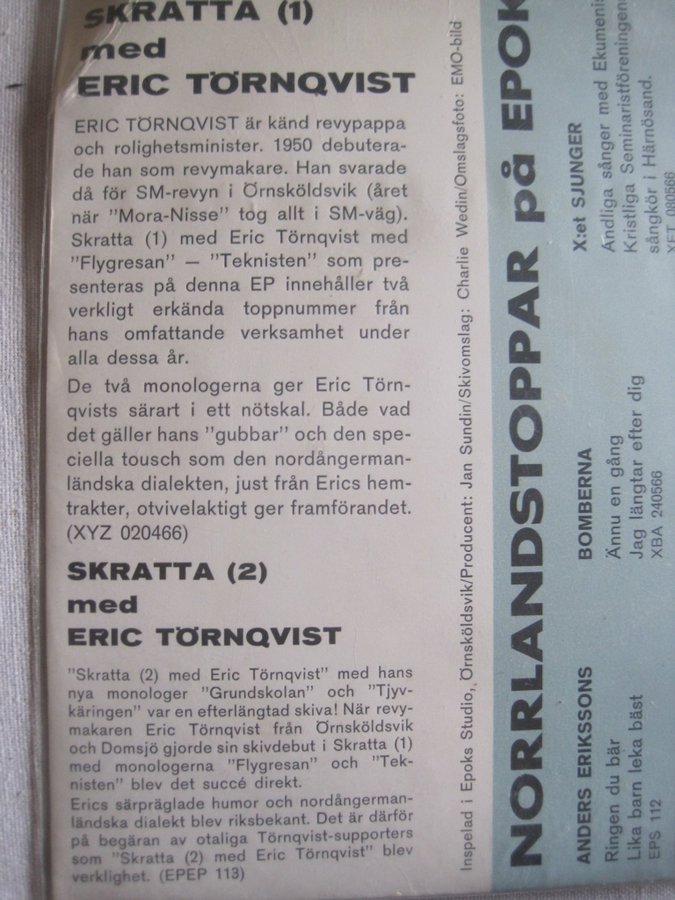 SKRATTA (1)
med
ERIC TÖRNQVIST
ERIC TÖRNQVIST är känd revypappa
och rolighetsminister. 1950 debutera-
de han som revymakare. Han svarade
då för SM-revyn i Örnsköldsvik (året
när "Mora-Nisse" tog allt i SM-väg).
Skratta (1) med Eric Törnqvist med
"Flygresan" — "Teknisten" som pre-
senteras på denna EP innehåller två
verkligt erkända toppnummer från
hans omfattande verksamhet under
alla dessa år.
De två monologerna ger Eric Törn-
qvists särart i ett nötskal. Både vad
det gäller hans "gubbar" och den spe-
ciella tousch som den nordångerman-
ländska dialekten, just från Erics hem-
trakter, otvivelaktigt ger framförandet.
(XYZ 020466)
SKRATTA (2)
med
ERIC TÖRNQVIST
"Skratta (2) med Eric Törnqvist" med hans
nya monologer "Grundskolan" och "Tjyv-
käringen" var en efterlängtad skiva! När revy-
makaren Eric Törnqvist från Örnsköldsvik
och Domsjö gjorde sin skivdebut i Skratta (1)
med monologerna "Flygresan" och "Tek-
nisten" blev det succé direkt.
Erics särpräglade humor och nordångerman-
ländska dialekt blev riksbekant. Det är därför
på begäran av otaliga Törnqvist-supporters
som "Skratta (2) med Eric Törnqvist" blev
verklighet. (EPEP 113)
Inspelad i Epoks Studio, Örnsköldsvik/Producent: Jan Sundin/Skivomslag: Charlie Wedin/Omslagsfoto: EMO-bild
NORRLANDSTOPPAR på EPOK
ANDERS ERIKSSONS
Ringen du bär
Lika barn leka bäst
EPS 112
BOMBERNA
Ännu en gång
Jag längtar efter dig
XBA 240566
X:et SJUNGER
Andliga sånger med Ekumenis
Kristliga Seminaristföreningen
sångkör i Härnösand.
XET 080566